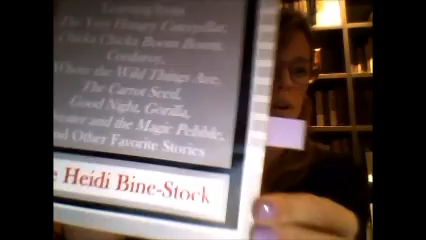 Learning from
The Very Hungry Caterpillar,
Chicka Chicka Boom Boom,
Corduroy,
Where the Wild Things Are,
The Carrot Seed,
Good Night, Gorilla,
and the Magic Pebble,
nd Other Favorite Stories
Heidi Bine-Stock